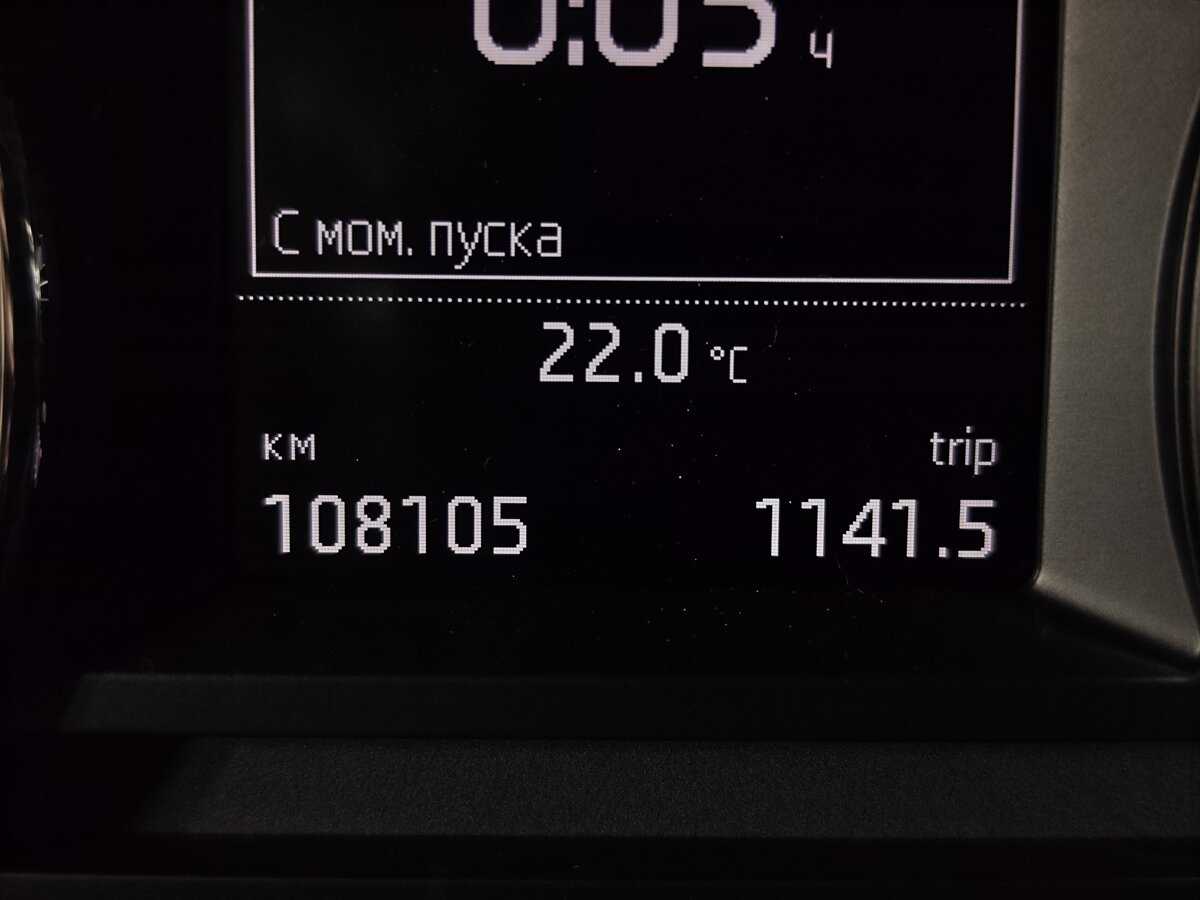 0:05 ч
С мом. пуска
22.0 °C
км trip
108105 1141.5